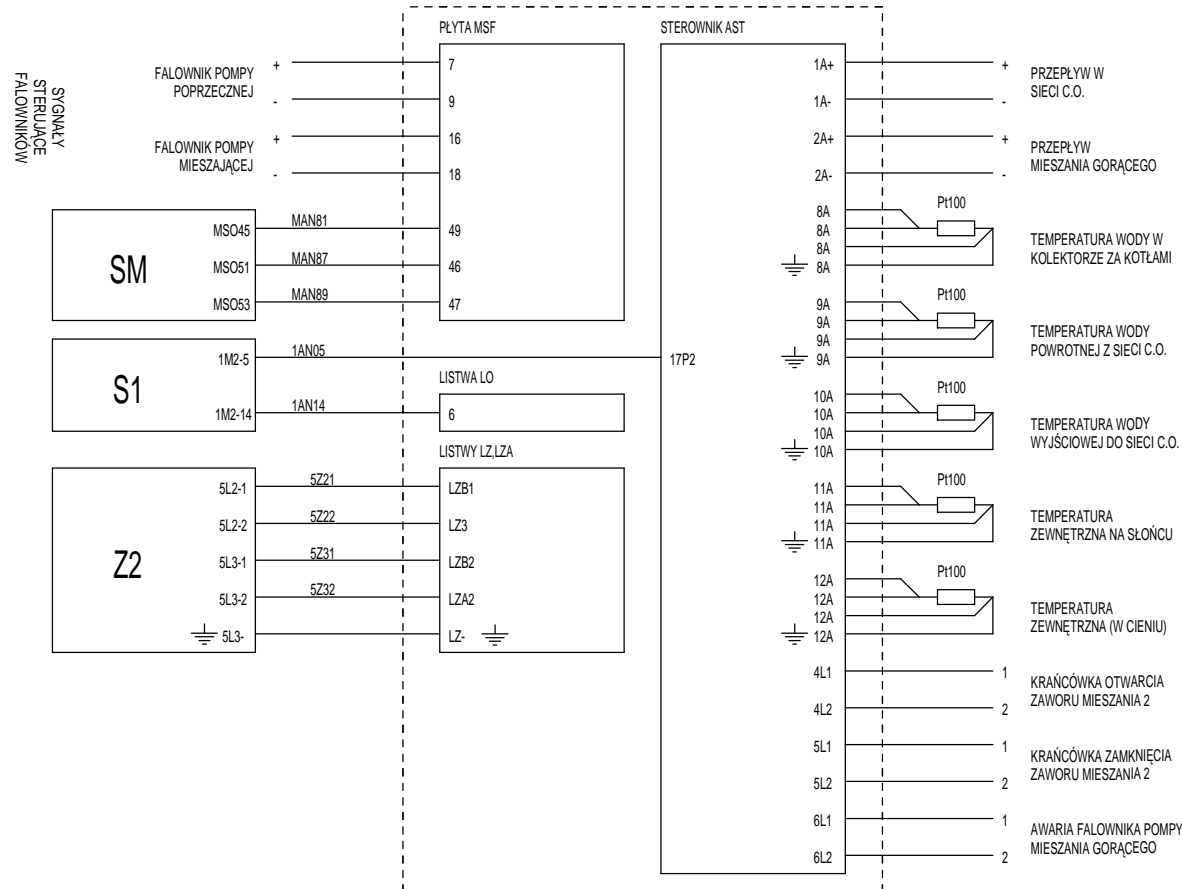 PŁYTA MSF
STEROWNIK AST
SYGNAŁY
STERUJĄCE
FALOWNIKÓW
FALOWNIK POMPY
POPRZECZNEJ
+
-
7
9
FALOWNIK POMPY
MIESZAJĄCEJ
+
-
16
18
SM
MSO45
MAN81
49
MSO51
MAN87
46
MSO53
MAN89
47
S1
1M2-5
1AN05
17P2
1M2-14
1AN14
LISTWA LO
6
LISTWY LZ,LZA
Z2
5L2-1
5Z21
LZB1
5L2-2
5Z22
LZ3
5L3-1
5Z31
LZB2
5L3-2
5Z32
LZA2
5L3-
LZ-
1A+
+
1A-
-
PRZEPŁYW W
SIECI C.O.
2A+
+
2A-
-
PRZEPŁYW
MIESZANIA GORĄCEGO
8A
8A
8A
8A
Pt100
TEMPERATURA WODY W
KOLEKTORZE ZA KOTŁAMI
9A
9A
9A
9A
Pt100
TEMPERATURA WODY
POWROTNEJ Z SIECI C.O.
10A
10A
10A
10A
Pt100
TEMPERATURA WODY
WYJŚCIOWEJ DO SIECI C.O.
11A
11A
11A
11A
Pt100
TEMPERATURA
ZEWNĘTRZNA NA SŁOŃCU
12A
12A
12A
12A
Pt100
TEMPERATURA
ZEWNĘTRZNA (W CIENIU)
4L1
1
4L2
2
KRAŃCÓWKA OTWARCIA
ZAWORU MIESZANIA 2
5L1
1
5L2
2
KRAŃCÓWKA ZAMKNIĘCIA
ZAWORU MIESZANIA 2
6L1
1
6L2
2
AWARIA FALOWNIKA POMPY
MIESZANIA GORĄCEGO